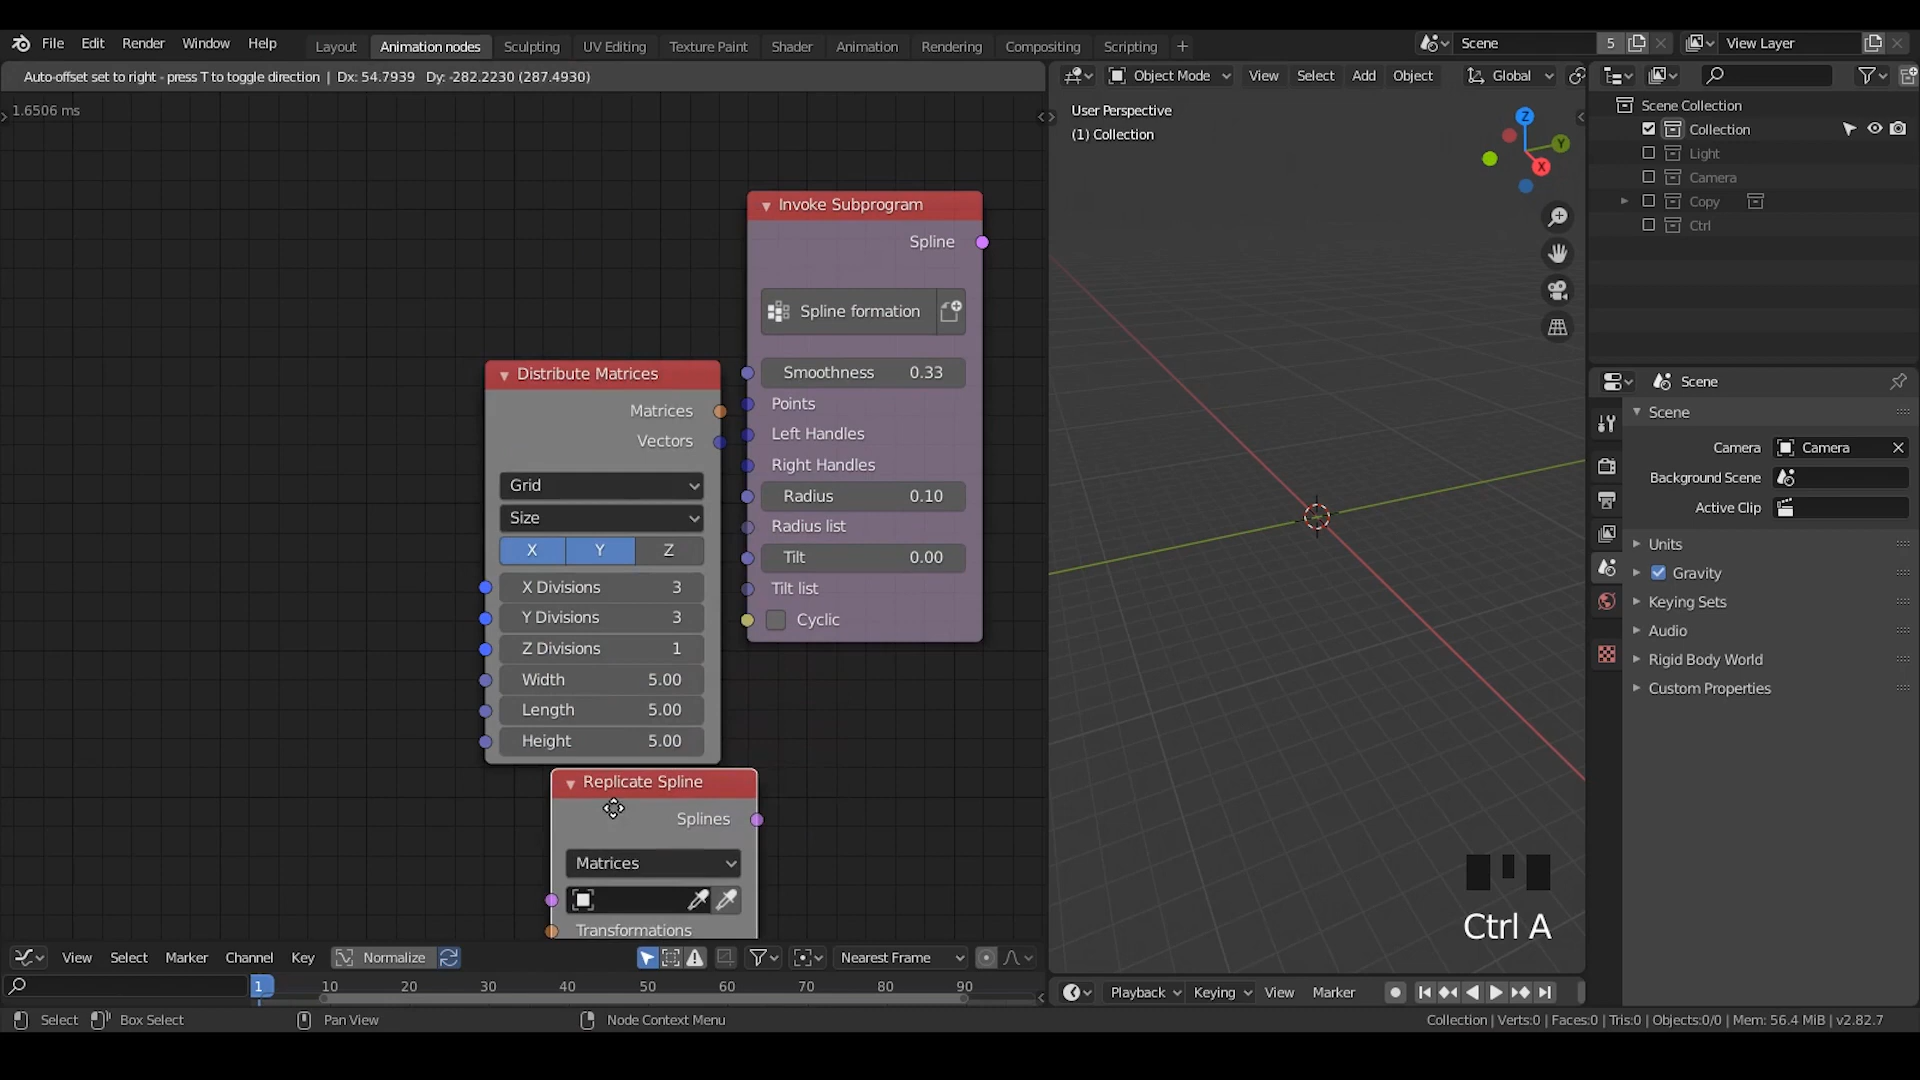 File Edit Render Window Help Layout Animation nodes Sculpting UV Editing Texture Paint Shader Animation Rendering Compositing Scripting + Scene 5 View Layer
Auto-offset set to right - press T to toggle direction | Dx: 54.7939 Dy: -282.2230 (287.4930)
Object Mode View Select Add Object Global
1.6506 ms
User Perspective
(1) Collection
Z
Y
X
Scene Collection
Collection
Light
Camera
Copy
Ctrl
Invoke Subprogram
Spline
Spline formation
Smoothness 0.33
Points
Left Handles
Right Handles
Radius 0.10
Radius list
Tilt 0.00
Tilt list
Cyclic
Distribute Matrices
Matrices
Vectors
Grid
Size
X Y Z
X Divisions 3
Y Divisions 3
Z Divisions 1
Width 5.00
Length 5.00
Height 5.00
Replicate Spline
Splines
Matrices
Transformations
Scene
Scene
Camera Camera
Background Scene
Active Clip
Units
Gravity
Keying Sets
Audio
Rigid Body World
Custom Properties
Ctrl A
View Select Marker Channel Key Normalize Nearest Frame
1 10 20 30 40 50 60 70 80 90
Playback Keying View Marker
Select Box Select Pan View Node Context Menu
Collection | Verts:0 | Faces:0 | Tris:0 | Objects:0/0 | Mem: 56.4 MiB | v2.82.7